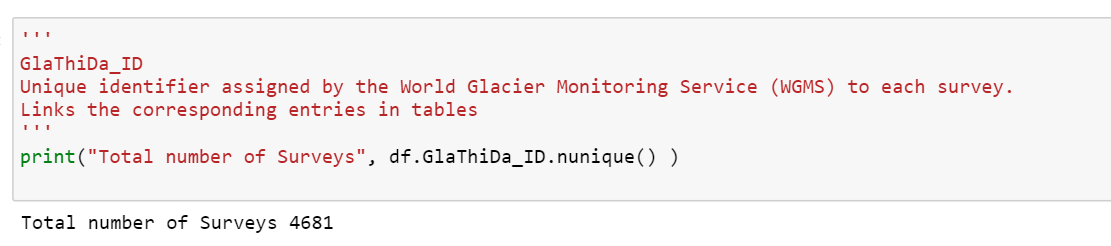 '''
GlaThiDa_ID
Unique identifier assigned by the World Glacier Monitoring Service (WGMS) to each survey.
Links the corresponding entries in tables
'''
print("Total number of Surveys", df.GlaThiDa_ID.nunique() )
Total number of Surveys 4681